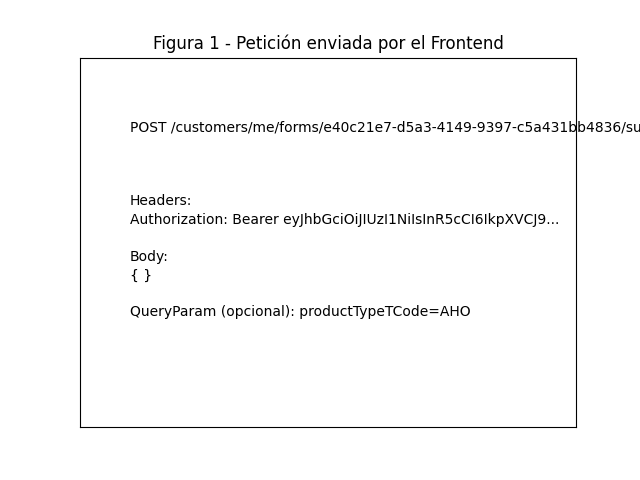 Figura 1 - Petición enviada por el Frontend
POST /customers/me/forms/e40c21e7-d5a3-4149-9397-c5a431bb4836/su
Headers:
Authorization: Bearer eyJhbGciOiJIUzI1NiIsInR5cCI6IkpXVCJ9...
Body:
{ }
QueryParam (opcional): productTypeTCode=AHO